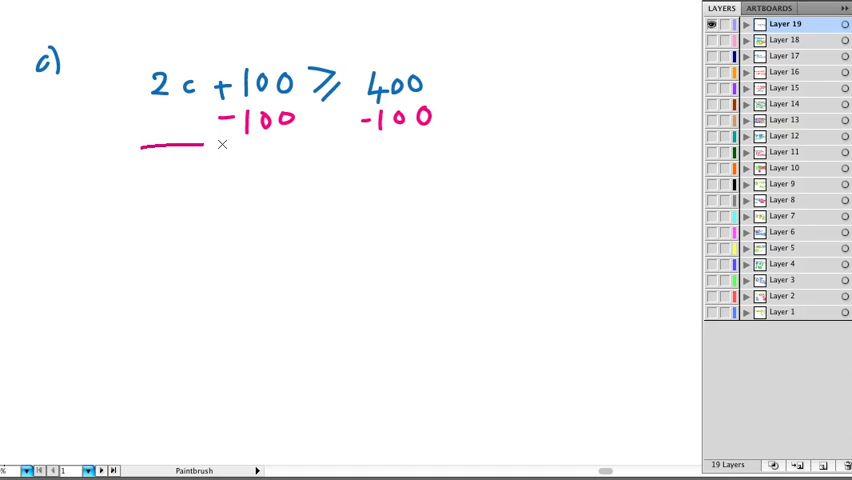 LAYERS ARTBOARDS
a) 2c +100 ⩾ 400
-100 -100
Layer 19
Layer 18
Layer 17
Layer 16
Layer 15
Layer 14
Layer 13
Layer 12
Layer 11
Layer 10
Layer 9
Layer 8
Layer 7
Layer 6
Layer 5
Layer 4
Layer 3
Layer 2
Layer 1
19 Layers
% 1 Paintbrush